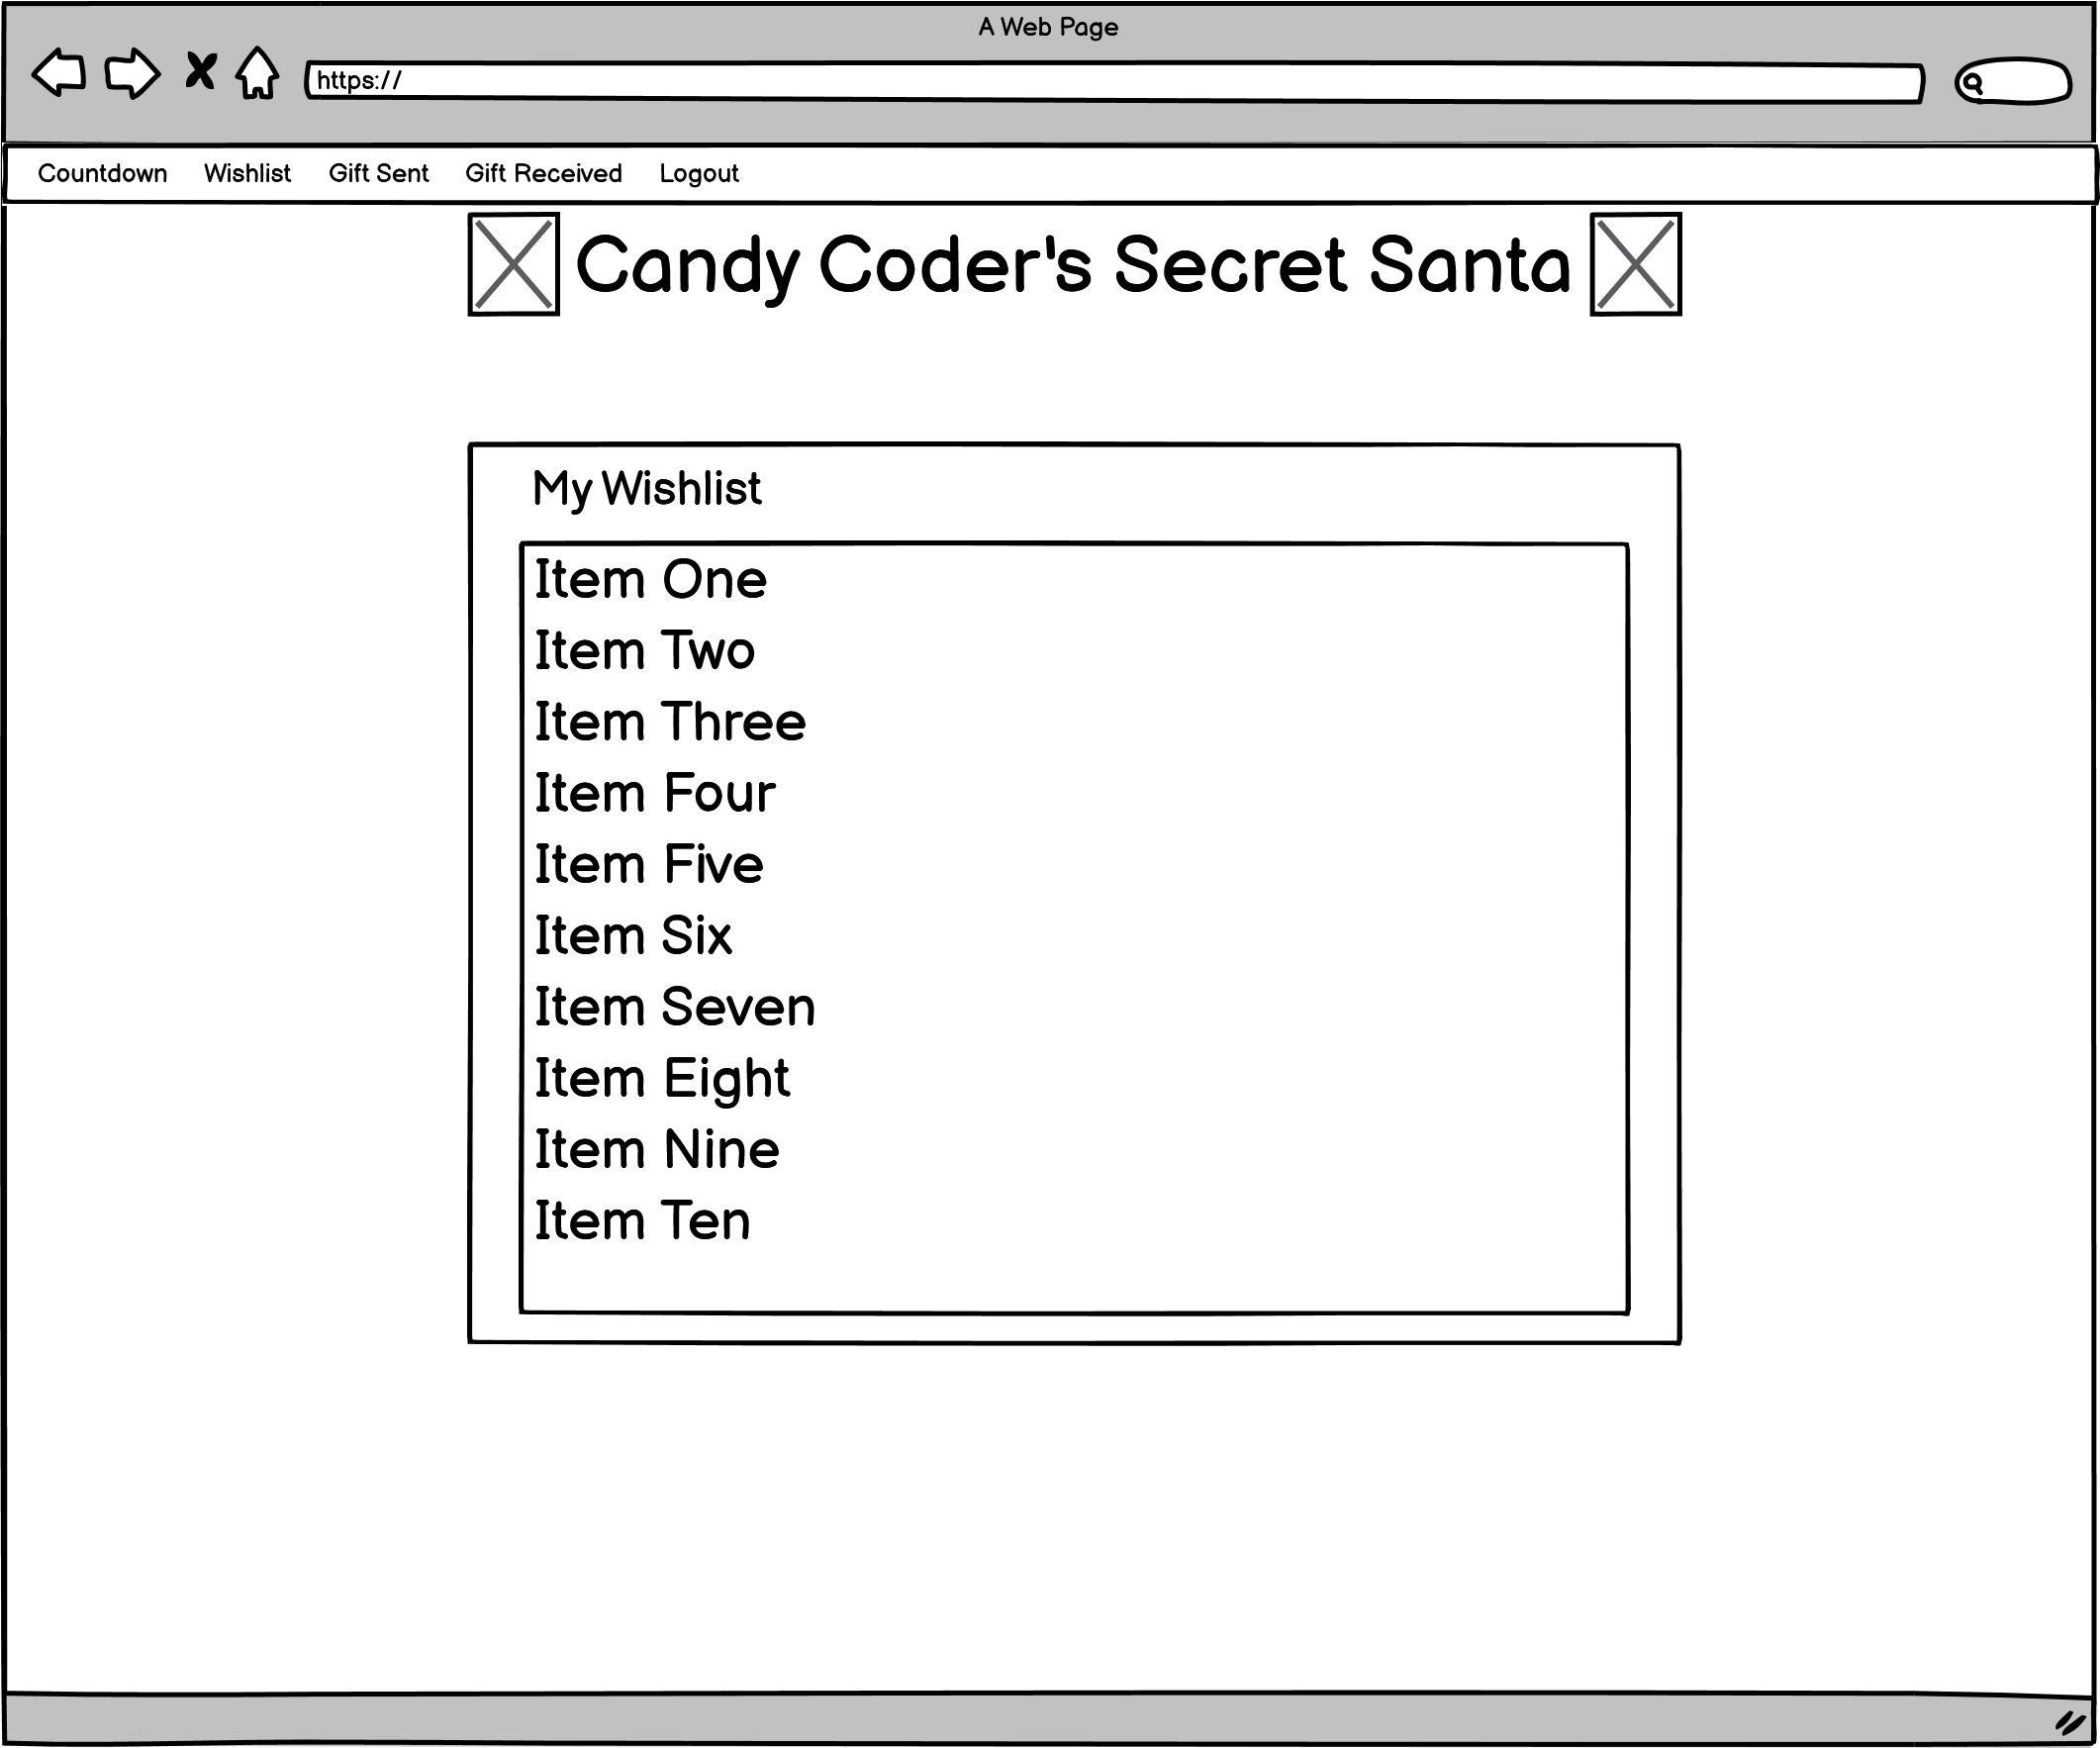 A Web Page
https://
Countdown Wishlist Gift Sent Gift Received Logout
Candy Coder's Secret Santa
My Wishlist
Item One
Item Two
Item Three
Item Four
Item Five
Item Six
Item Seven
Item Eight
Item Nine
Item Ten